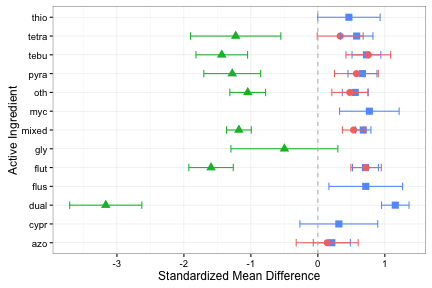 thio
tetra
tebu
pyra
oth
myc
mixed
gly
flut
flus
dual
cypr
azo
Active Ingredient
-3 -2 -1 0 1
Standardized Mean Difference